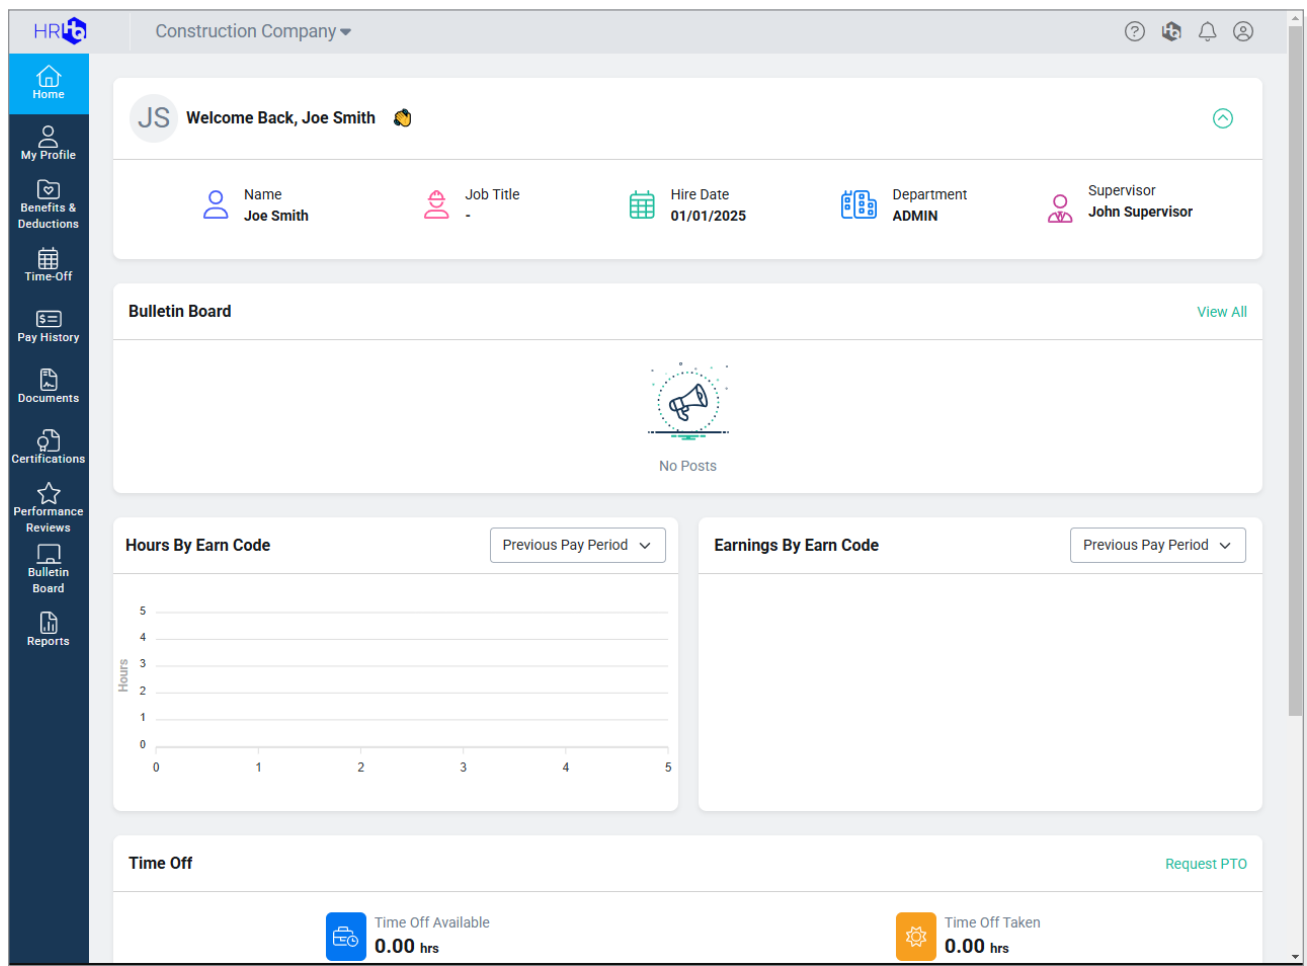 HRHQ
Construction Company
Home
My Profile
Benefits &
Deductions
Time-Off
Pay History
Documents
Certifications
Performance
Reviews
Bulletin
Board
Reports
JS
Welcome Back, Joe Smith
Name
Joe Smith
Job Title
-
Hire Date
01/01/2025
Department
ADMIN
Supervisor
John Supervisor
Bulletin Board
View All
No Posts
Hours By Earn Code
Previous Pay Period
5
4
3
2
1
0
Hours
0 1 2 3 4 5
Earnings By Earn Code
Previous Pay Period
Time Off
Request PTO
Time Off Available
0.00 hrs
Time Off Taken
0.00 hrs